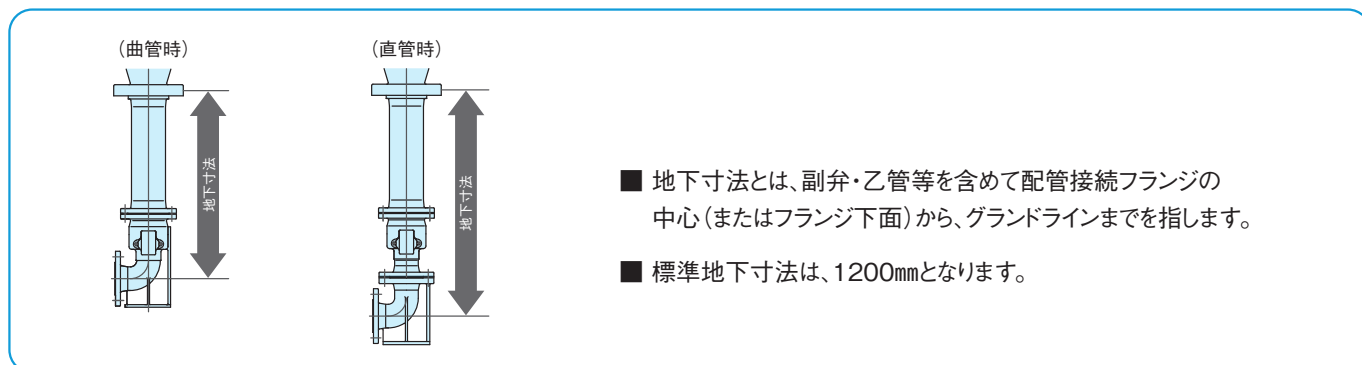 (曲管時)
(直管時)
地下寸法
地下寸法
■ 地下寸法とは、副弁・乙管等を含めて配管接続フランジの
中心(またはフランジ下面)から、グランドラインまでを指します。
■ 標準地下寸法は、1200㎜となります。